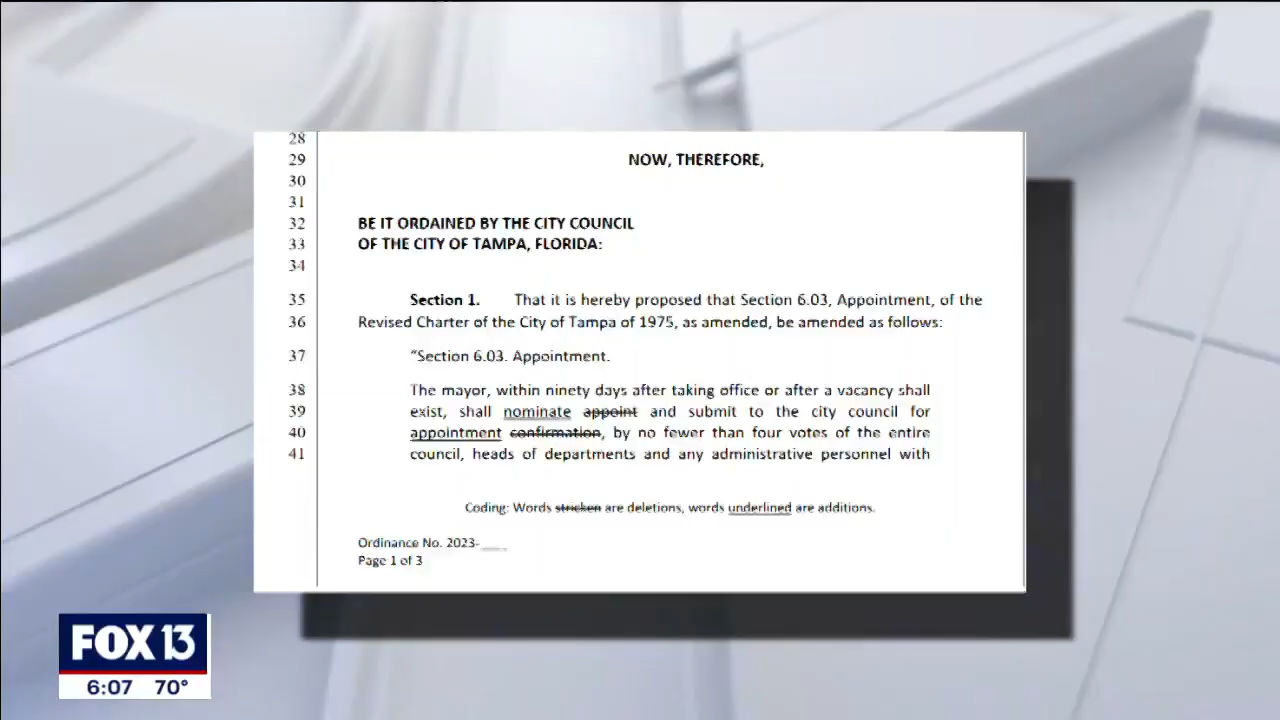 28
29 NOW, THEREFORE,
30
31
32 BE IT ORDAINED BY THE CITY COUNCIL
33 OF THE CITY OF TAMPA, FLORIDA:
34
35 Section 1. That it is hereby proposed that Section 6.03, Appointment, of the
36 Revised Charter of the City of Tampa of 1975, as amended, be amended as follows:
37 "Section 6.03. Appointment.
38 The mayor, within ninety days after taking office or after a vacancy shall
39 exist, shall nominate appoint and submit to the city council for
40 appointment confirmation, by no fewer than four votes of the entire
41 council, heads of departments and any administrative personnel with
Coding: Words stricken are deletions, words underlined are additions.
Ordinance No. 2023-____
Page 1 of 3
FOX 13
6:07 70°